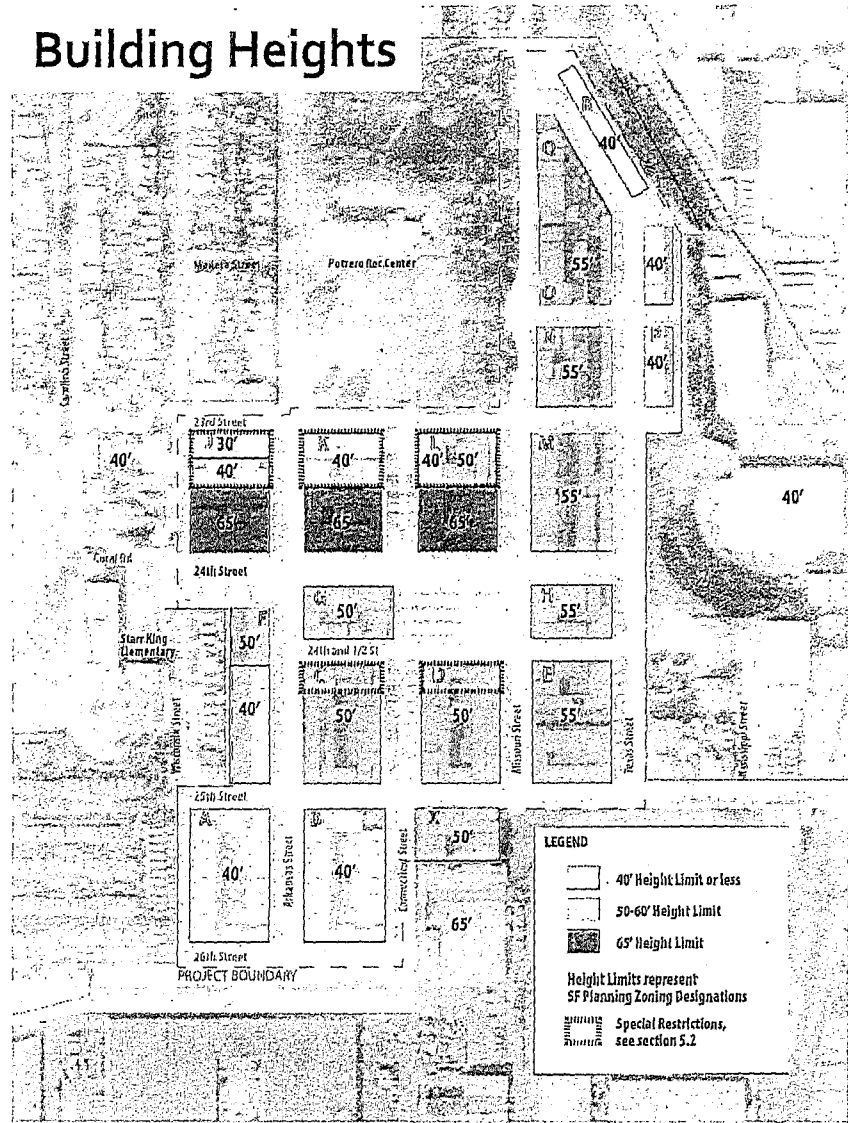 Building Heights
R
40'
Q
Madera Street
Potrero Rec Center
55'
40'
O
Carolina Street
N
P
55'
40'
23rd Street
J
30'
K
L
M
40'
40'
40'
40'
50'
55'
40'
65'
65'
65'
Coral Rd
24th Street
G
H
F
50'
55'
50'
Starr King
Elementary
24th and 1/2 St
C
D
E
40'
50'
50'
55'
Wisconsin Street
Missouri Street
Texas Street
Mississippi Street
25th Street
A
B
X
50'
40'
40'
Arkansas Street
Connecticut Street
65'
26th Street
PROJECT BOUNDARY
LEGEND
40' Height Limit or less
50-60' Height Limit
65' Height Limit
Height Limits represent
SF Planning Zoning Designations
Special Restrictions,
see section 5.2